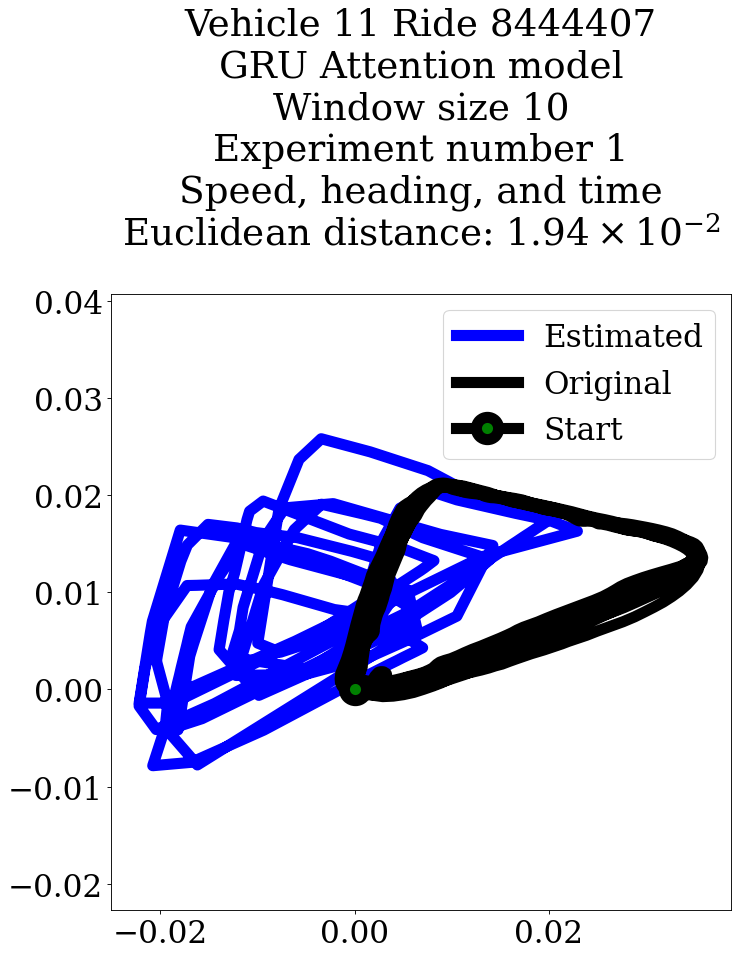 Vehicle 11 Ride 8444407
GRU Attention model
Window size 10
Experiment number 1
Speed, heading, and time
Euclidean distance: 1.94 × 10⁻²
0.04
0.03
0.02
0.01
0.00
−0.01
−0.02
Estimated
Original
Start
−0.02 0.00 0.02